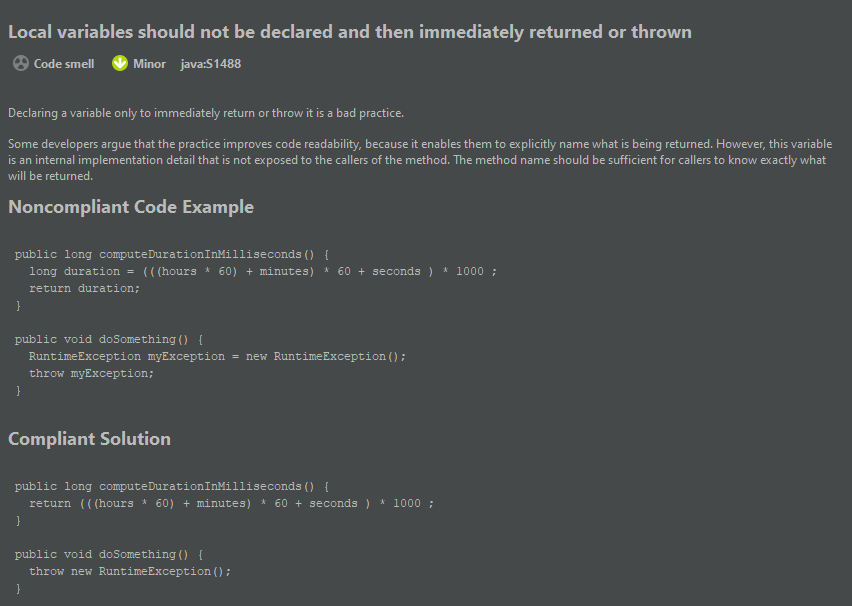 Local variables should not be declared and then immediately returned or thrown
Code smell Minor java:S1488
Declaring a variable only to immediately return or throw it is a bad practice.
Some developers argue that the practice improves code readability, because it enables them to explicitly name what is being returned. However, this variable
is an internal implementation detail that is not exposed to the callers of the method. The method name should be sufficient for callers to know exactly what
will be returned.
Noncompliant Code Example
public long computeDurationInMilliseconds() {
  long duration = (((hours * 60) + minutes) * 60 + seconds ) * 1000 ;
  return duration;
}
public void doSomething() {
  RuntimeException myException = new RuntimeException();
  throw myException;
}
Compliant Solution
public long computeDurationInMilliseconds() {
  return (((hours * 60) + minutes) * 60 + seconds ) * 1000 ;
}
public void doSomething() {
  throw new RuntimeException();
}